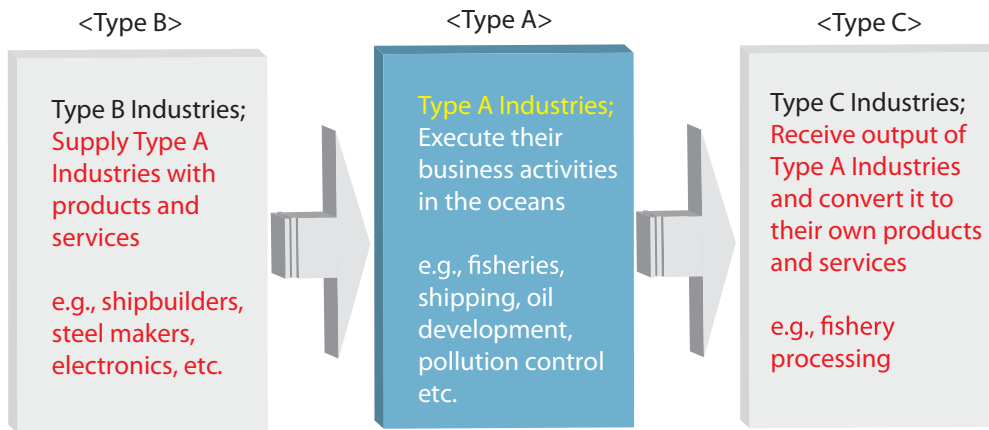 <Type B>
Type B Industries;
Supply Type A
Industries with
products and
services
e.g., shipbuilders,
steel makers,
electronics, etc.
<Type A>
Type A Industries;
Execute their
business activities
in the oceans
e.g., fisheries,
shipping, oil
development,
pollution control
etc.
<Type C>
Type C Industries;
Receive output of
Type A Industries
and convert it to
their own products
and services
e.g., fishery
processing